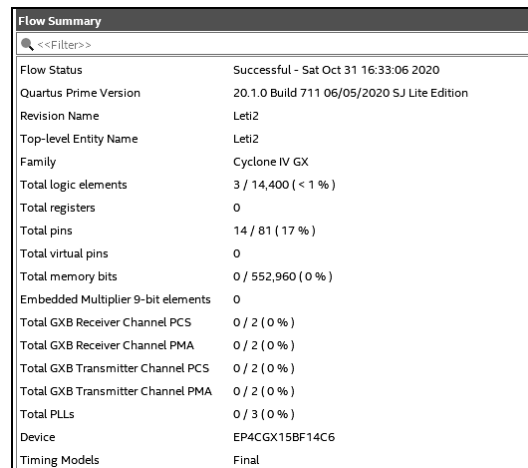 Flow Summary
<<Filter>>
Flow Status Successful - Sat Oct 31 16:33:06 2020
Quartus Prime Version 20.1.0 Build 711 06/05/2020 SJ Lite Edition
Revision Name Leti2
Top-level Entity Name Leti2
Family Cyclone IV GX
Total logic elements 3 / 14,400 ( < 1 % )
Total registers 0
Total pins 14 / 81 ( 17 % )
Total virtual pins 0
Total memory bits 0 / 552,960 ( 0 % )
Embedded Multiplier 9-bit elements 0
Total GXB Receiver Channel PCS 0 / 2 ( 0 % )
Total GXB Receiver Channel PMA 0 / 2 ( 0 % )
Total GXB Transmitter Channel PCS 0 / 2 ( 0 % )
Total GXB Transmitter Channel PMA 0 / 2 ( 0 % )
Total PLLs 0 / 3 ( 0 % )
Device EP4CGX15BF14C6
Timing Models Final